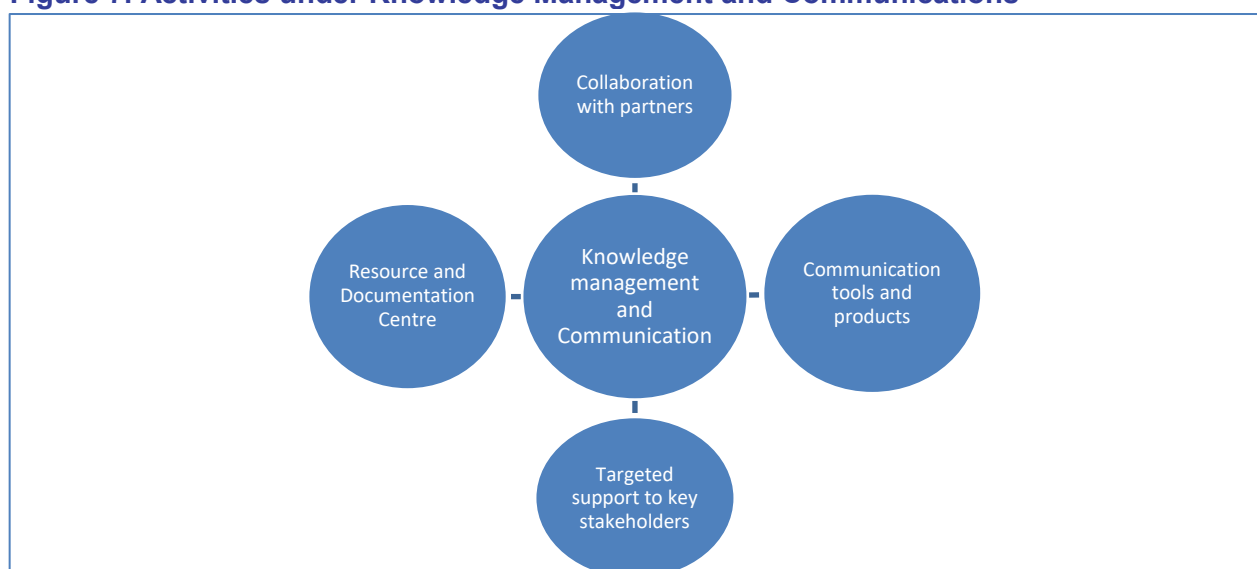 Figure Activities under Knowledge Management and Communications
Collaboration
with partners
Resource and
Documentation
Centre
Knowledge
management
and
Communication
Communication
tools and
products
Targeted
support to key
stakeholders